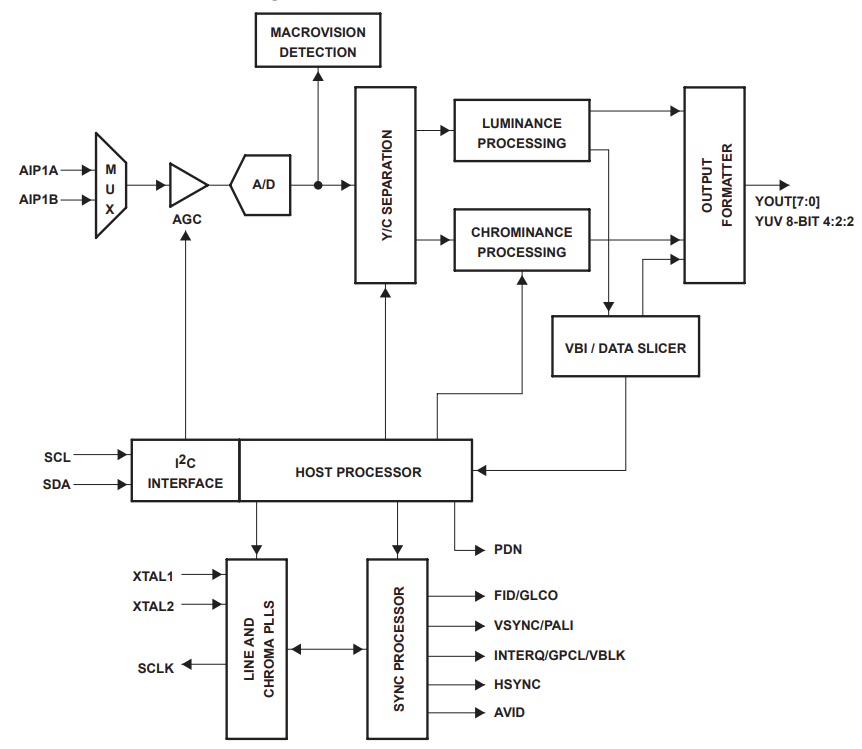 MACROVISION
DETECTION
AIP1A
AIP1B
M
U
X
AGC
A/D
Y/C SEPARATION
LUMINANCE
PROCESSING
CHROMINANCE
PROCESSING
OUTPUT
FORMATTER
YOUT[7:0]
YUV 8-BIT 4:2:2
VBI / DATA SLICER
SCL
SDA
I2C
INTERFACE
HOST PROCESSOR
PDN
XTAL1
XTAL2
SCLK
LINE AND
CHROMA PLLS
SYNC PROCESSOR
FID/GLCO
VSYNC/PALI
INTERQ/GPCL/VBLK
HSYNC
AVID